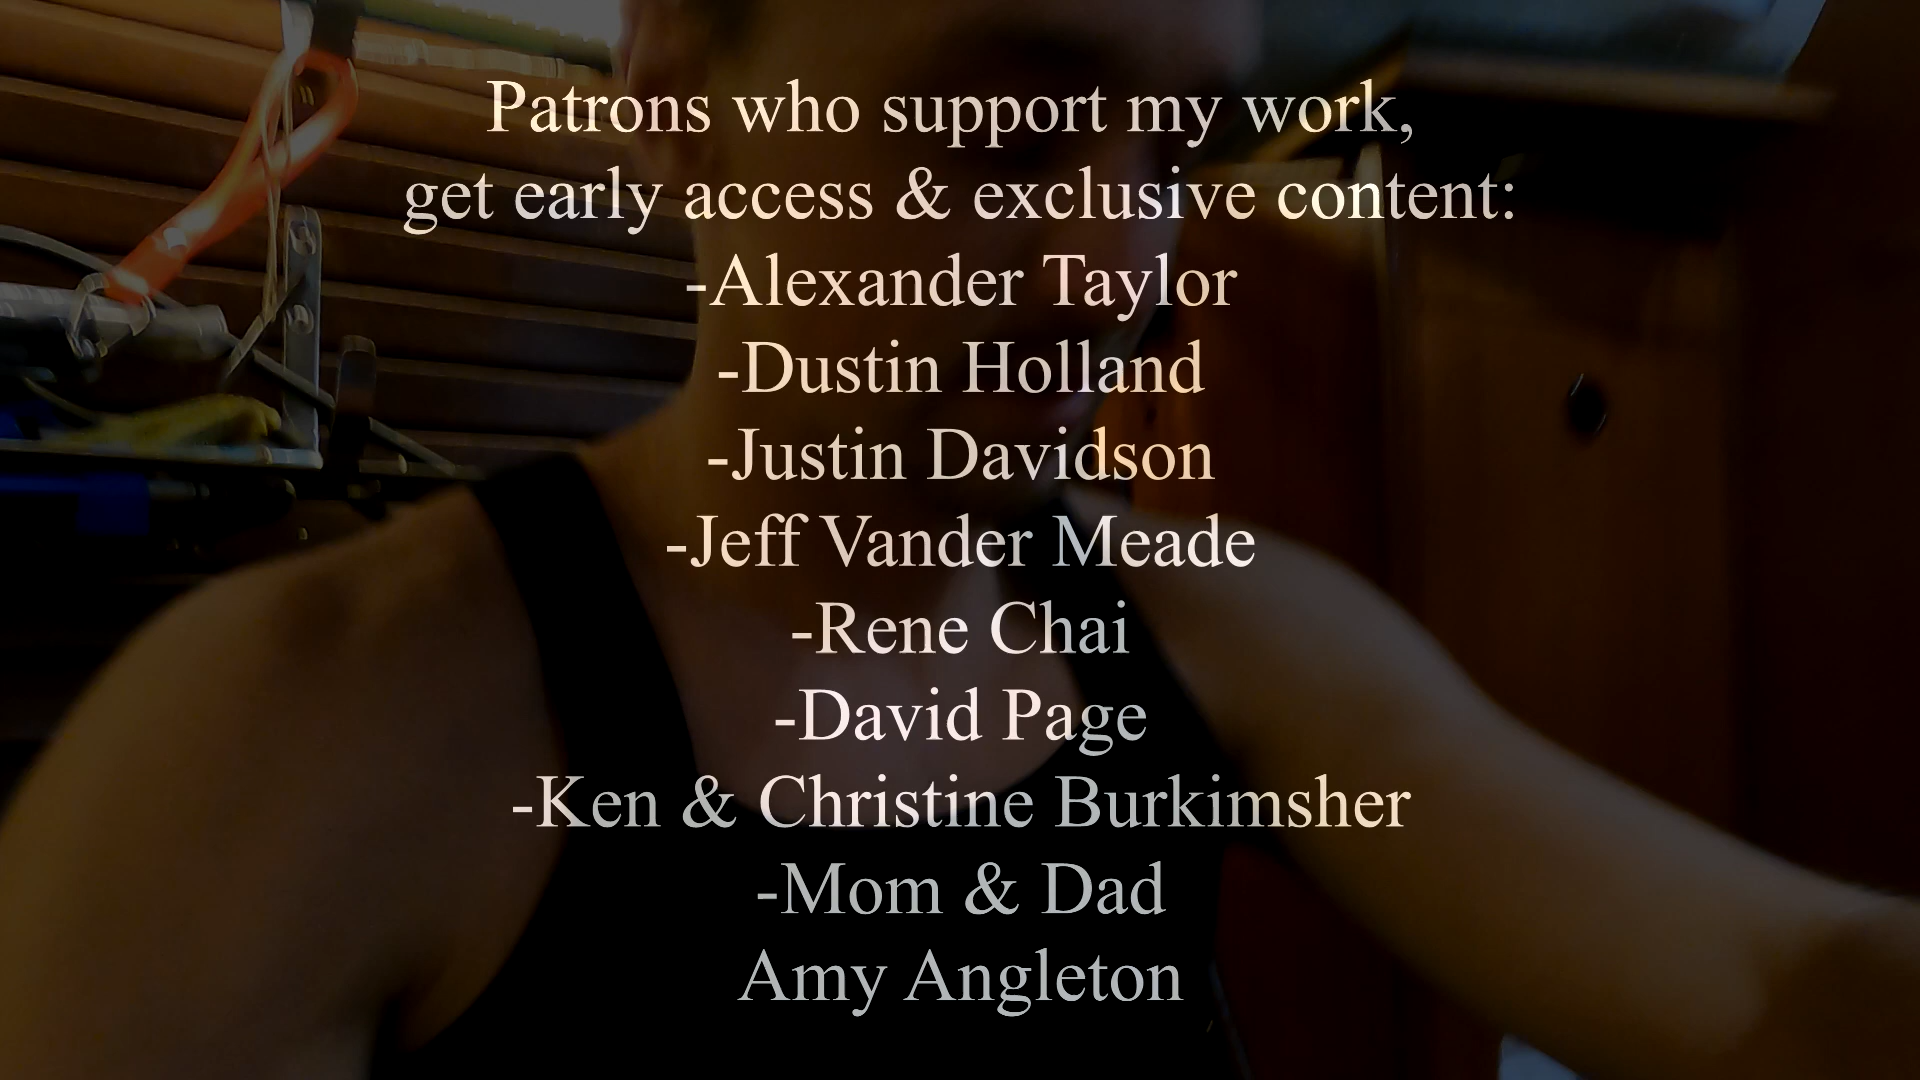 Patrons who support my work,
get early access & exclusive content:
-Alexander Taylor
-Dustin Holland
-Justin Davidson
-Jeff Vander Meade
-Rene Chai
-David Page
-Ken & Christine Burkimsher
-Mom & Dad
Amy Angleton